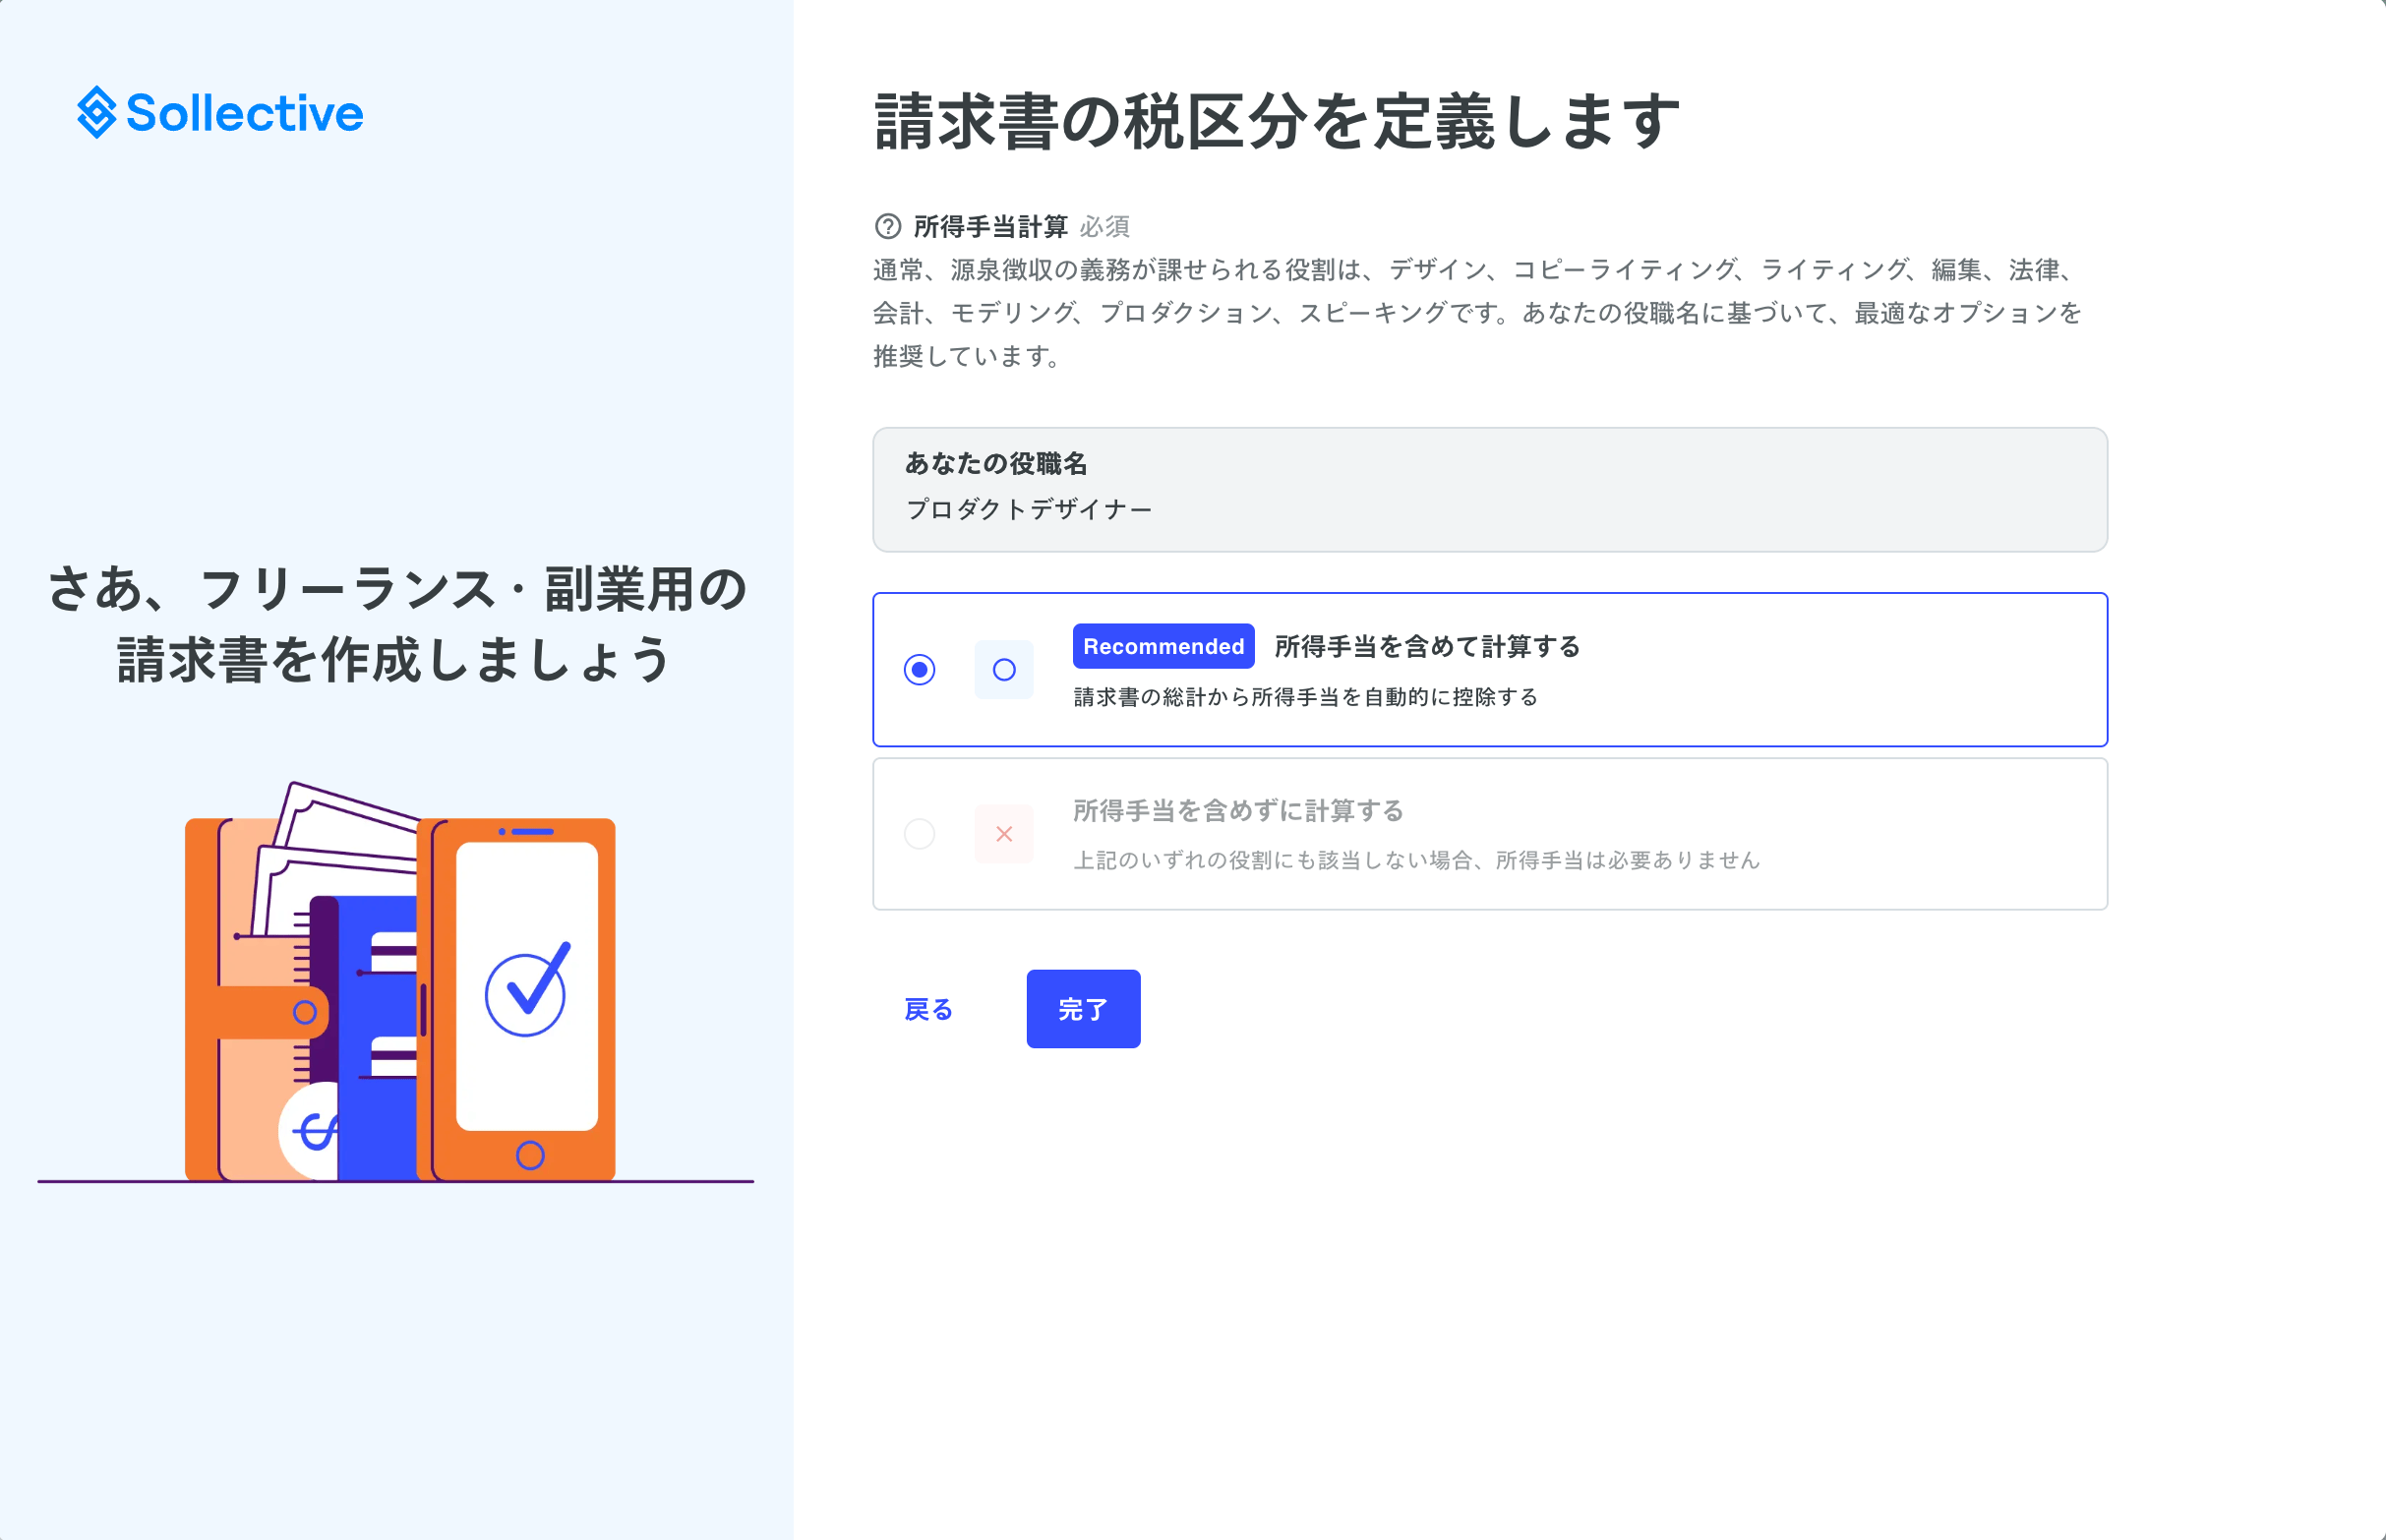 Sollective
さあ、フリーランス・副業用の
請求書を作成しましょう
請求書の税区分を定義します
所得手当計算 必須
通常、源泉徴収の義務が課せられる役割は、デザイン、コピーライティング、ライティング、編集、法律、
会計、モデリング、プロダクション、スピーキングです。あなたの役職名に基づいて、最適なオプションを
推奨しています。
あなたの役職名
プロダクトデザイナー
Recommended 所得手当を含めて計算する
請求書の総計から所得手当を自動的に控除する
所得手当を含めずに計算する
上記のいずれの役割にも該当しない場合、所得手当は必要ありません
戻る 完了